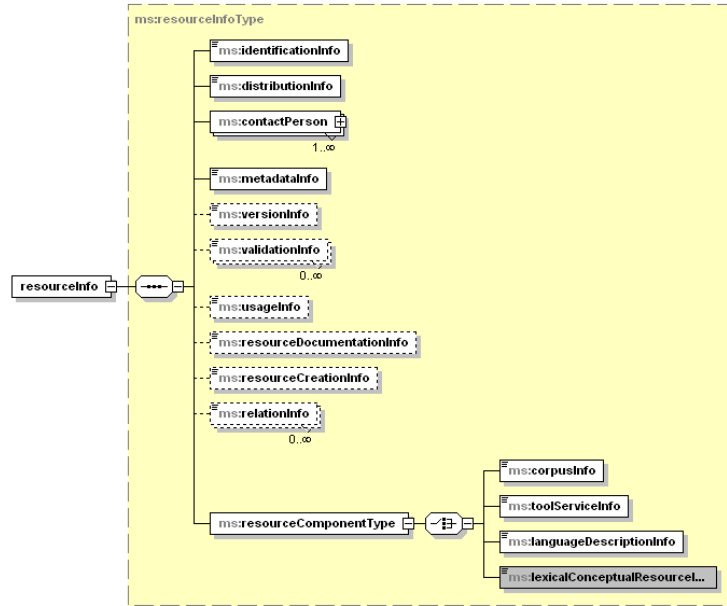 ms:resourceInfoType
ms:identificationInfo
ms:distributionInfo
ms:contactPerson
1..∞
ms:metadataInfo
ms:versionInfo
ms:validationInfo
0..∞
resourceInfo
ms:usageInfo
ms:resourceDocumentationInfo
ms:resourceCreationInfo
ms:relationInfo
0..∞
ms:resourceComponentType
ms:corpusInfo
ms:toolServiceInfo
ms:languageDescriptionInfo
ms:lexicalConceptualResourceI...